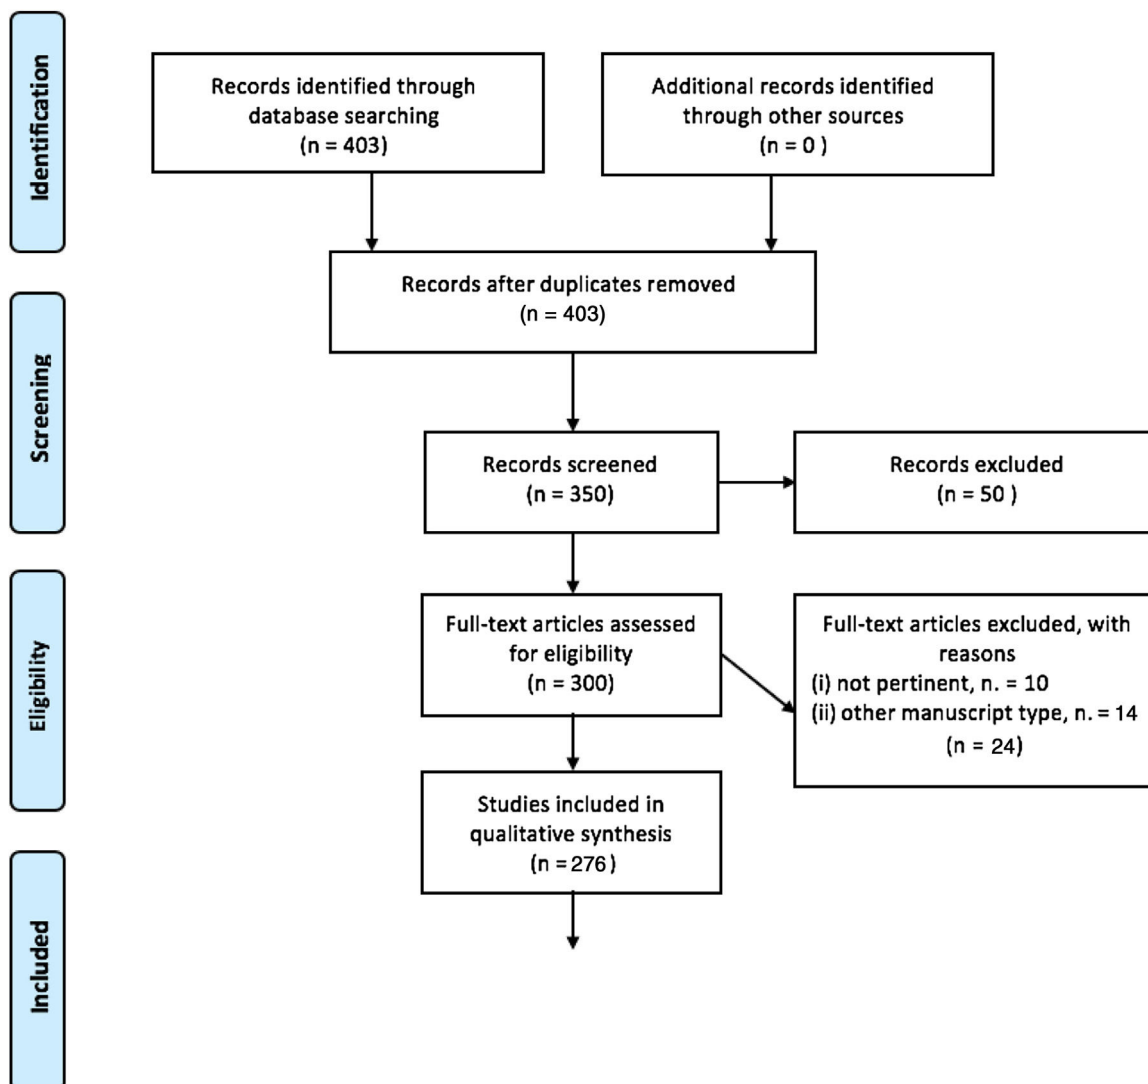 Identification
Records identified through
database searching
(n = 403)
Additional records identified
through other sources
(n = 0 )
Records after duplicates removed
(n = 403)
Screening
Records screened
(n = 350)
Records excluded
(n = 50 )
Eligibility
Full-text articles assessed
for eligibility
(n = 300)
Full-text articles excluded, with
reasons
(i) not pertinent, n. = 10
(ii) other manuscript type, n. = 14
(n = 24)
Studies included in
qualitative synthesis
(n = 276 )
Included